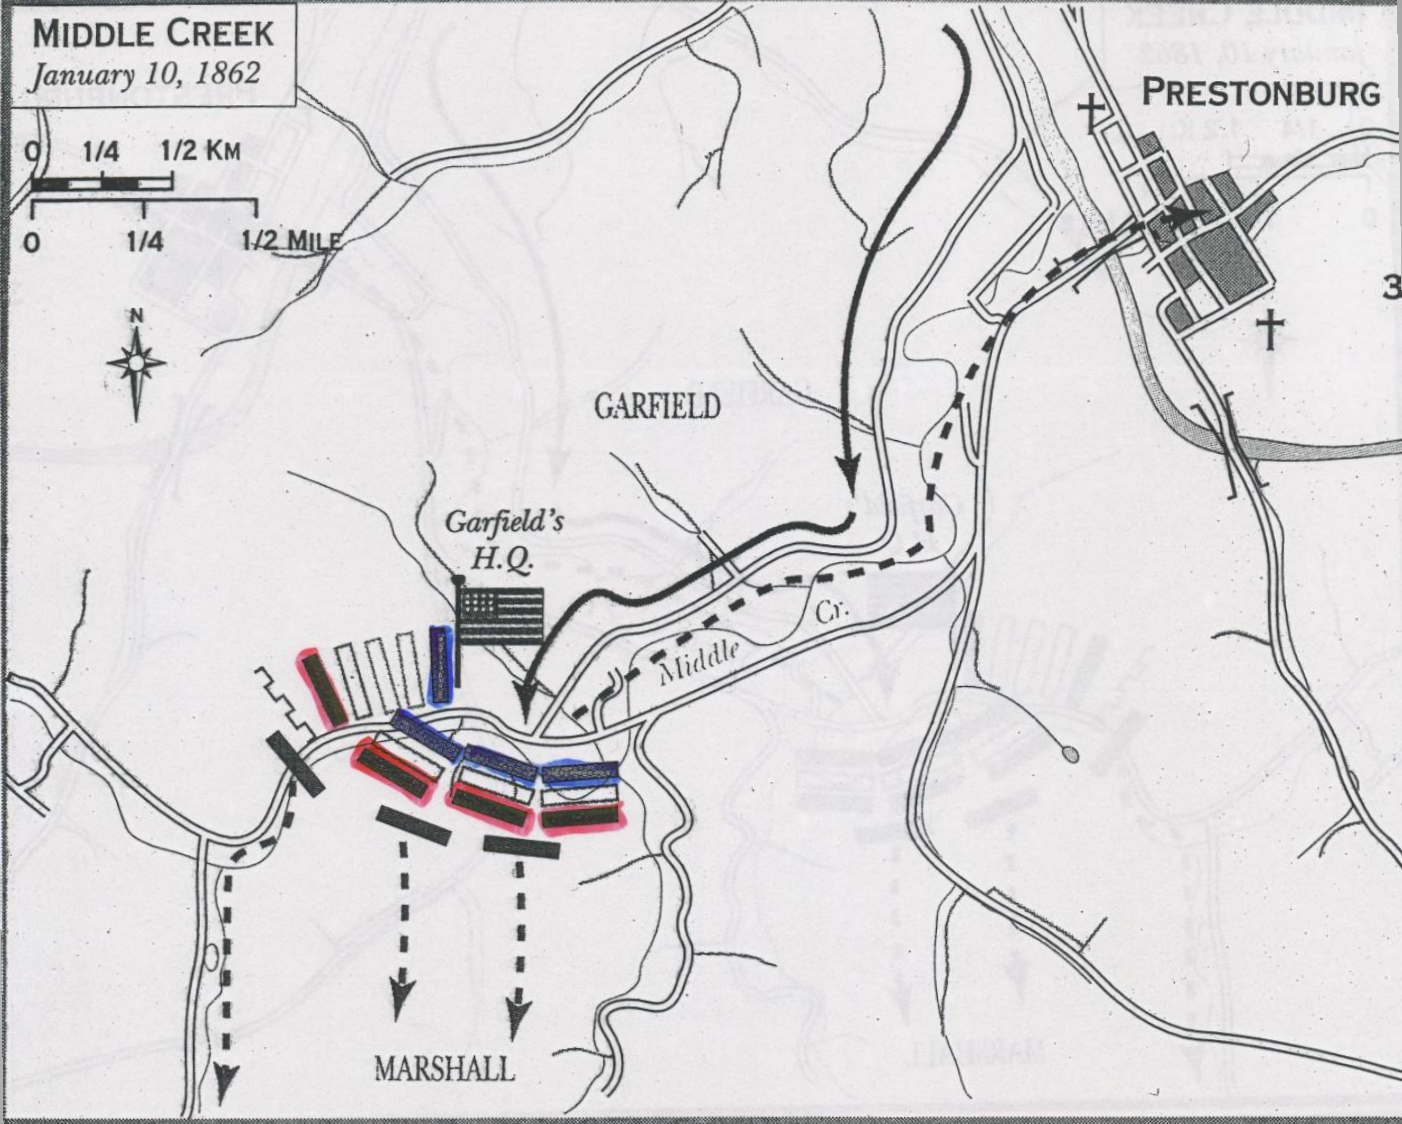 MIDDLE CREEK
January 10, 1862
0 1/4 1/2 KM
0 1/4 1/2 MILE
N
PRESTONBURG
3
GARFIELD
Garfield's
H.Q.
Middle Cr.
MARSHALL